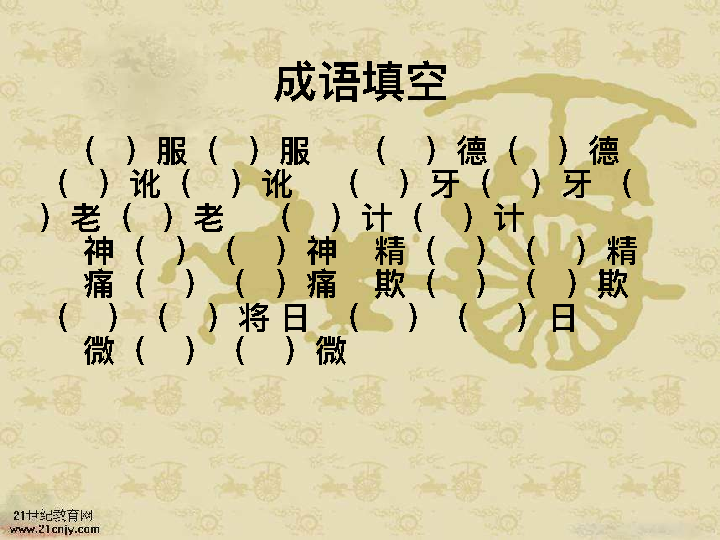 成语填空
（ ）服（ ）服 （ ）德（ ）德
（ ）讹（ ）讹 （ ）牙（ ）牙 （
）老（ ）老 （ ）计（ ）计
神（ ）（ ）神 精（ ）（ ）精
痛（ ）（ ）痛 欺（ ）（ ）欺
（ ）（ ）将 日 （ ）（ ）日
微（ ）（ ）微
21世纪教育网
www.21cnjy.com